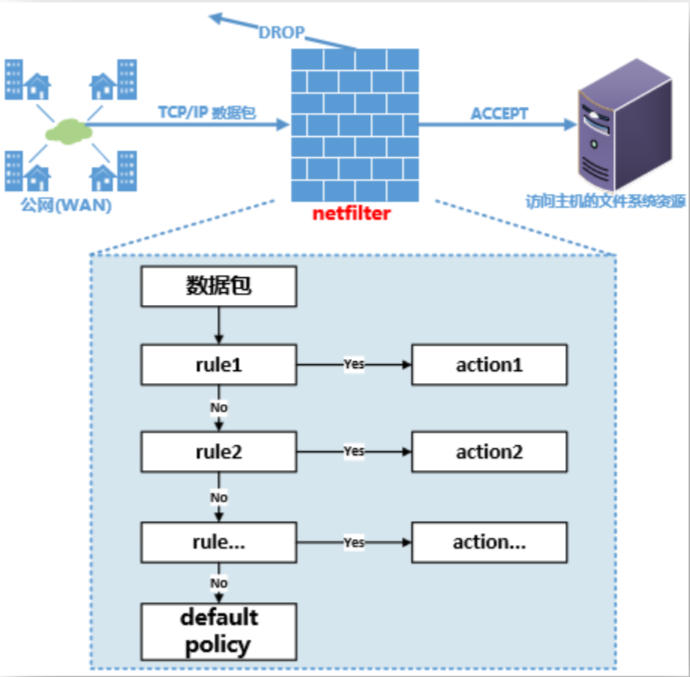 DROP
TCP/IP 数据包
ACCEPT
公网(WAN)
netfilter
访问主机的文件系统资源
数据包
rule1
Yes
action1
No
rule2
Yes
action2
No
rule...
Yes
action...
No
default
policy